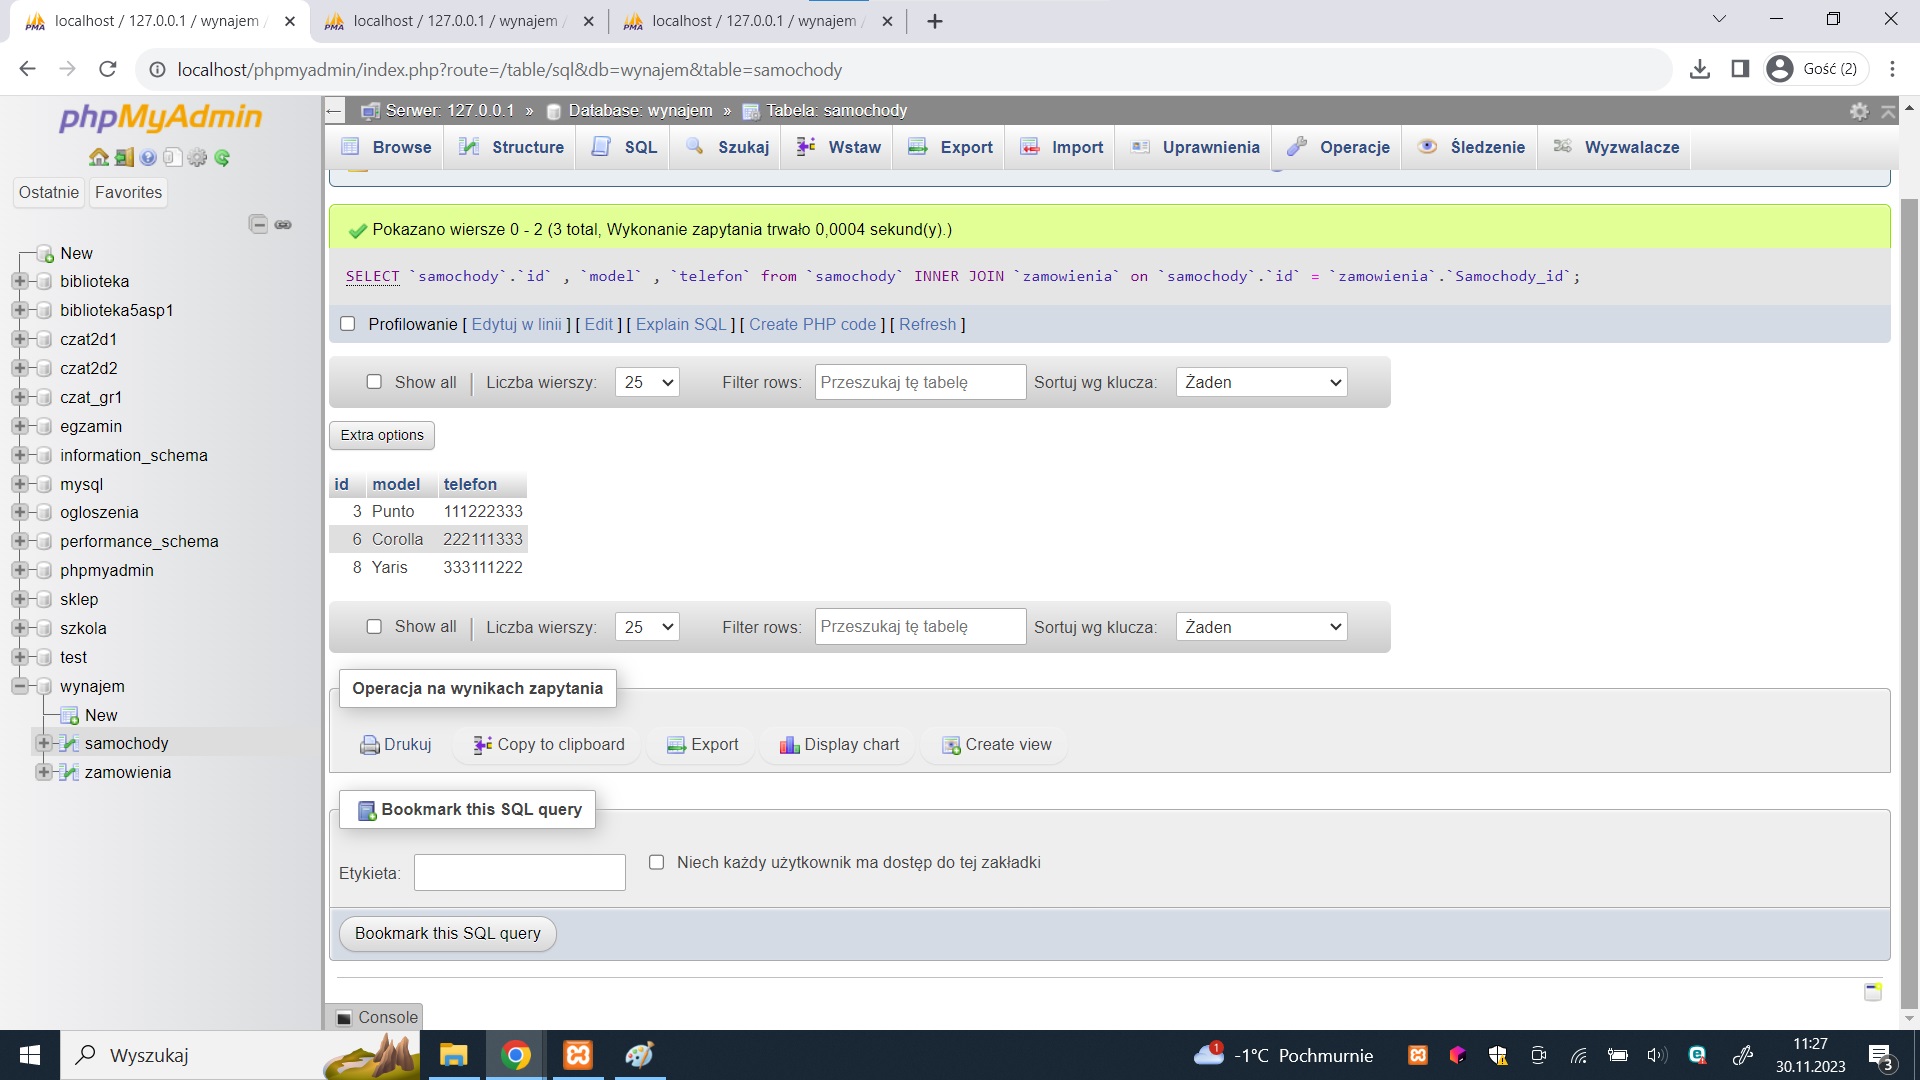 localhost / 127.0.0.1 / wynajem /
localhost / 127.0.0.1 / wynajem /
localhost / 127.0.0.1 / wynajem /
localhost/phpmyadmin/index.php?route=/table/sql&db=wynajem&table=samochody
Gość (2)
phpMyAdmin
Ostatnie
Favorites
New
biblioteka
biblioteka5asp1
czat2d1
czat2d2
czat_gr1
egzamin
information_schema
mysql
ogloszenia
performance_schema
phpmyadmin
sklep
szkola
test
wynajem
New
samochody
zamowienia
Serwer: 127.0.0.1 » Database: wynajem » Tabela: samochody
Browse Structure SQL Szukaj Wstaw Export Import Uprawnienia Operacje Śledzenie Wyzwalacze
Pokazano wiersze 0 - 2 (3 total, Wykonanie zapytania trwało 0,0004 sekund(y).)
SELECT `samochody`.`id` , `model` , `telefon` from `samochody` INNER JOIN `zamowienia` on `samochody`.`id` = `zamowienia`.`Samochody_id`;
Profilowanie [ Edytuj w linii ] [ Edit ] [ Explain SQL ] [ Create PHP code ] [ Refresh ]
Show all Liczba wierszy: 25 Filter rows: Przeszukaj tę tabelę Sortuj wg klucza: Żaden
Extra options
id model telefon
3 Punto 111222333
6 Corolla 222111333
8 Yaris 333111222
Show all Liczba wierszy: 25 Filter rows: Przeszukaj tę tabelę Sortuj wg klucza: Żaden
Operacja na wynikach zapytania
Drukuj Copy to clipboard Export Display chart Create view
Bookmark this SQL query
Etykieta: Niech każdy użytkownik ma dostęp do tej zakładki
Bookmark this SQL query
Console
Wyszukaj
1
-1°C Pochmurnie
11:27
30.11.2023
3